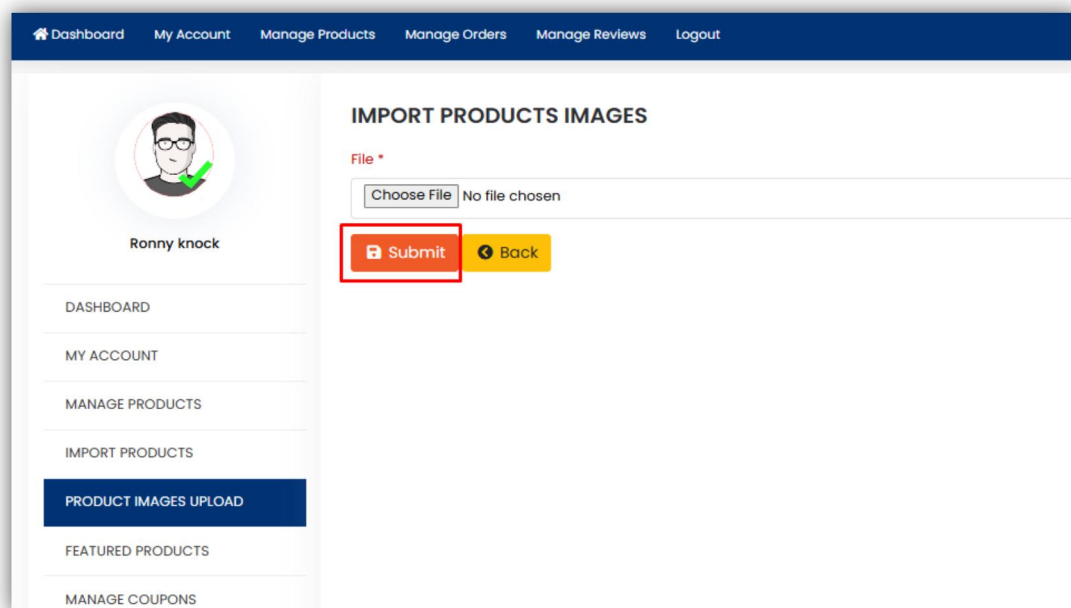 Dashboard My Account Manage Products Manage Orders Manage Reviews Logout
Ronny knock
DASHBOARD
MY ACCOUNT
MANAGE PRODUCTS
IMPORT PRODUCTS
PRODUCT IMAGES UPLOAD
FEATURED PRODUCTS
MANAGE COUPONS
IMPORT PRODUCTS IMAGES
File *
Choose File No file chosen
Submit Back